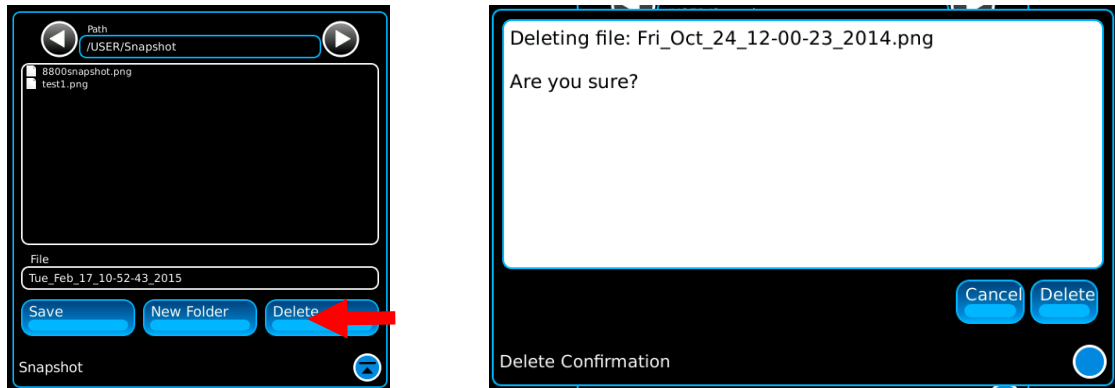 Path
/USER/Snapshot
8800snapshot.png
test1.png
File
Tue_Feb_17_10-52-43_2015
Save
New Folder
Delete
Snapshot
Deleting file: Fri_Oct_24_12-00-23_2014.png
Are you sure?
Cancel
Delete
Delete Confirmation